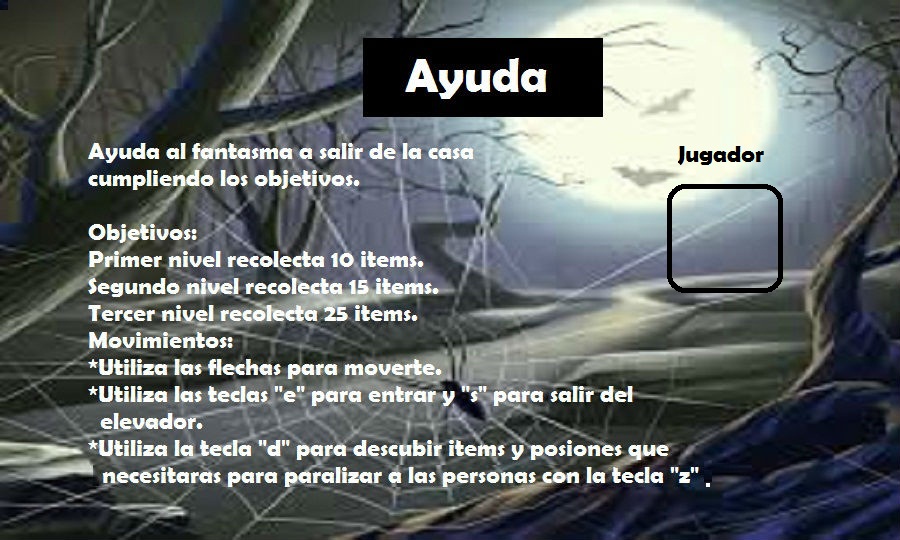 Ayuda
Ayuda al fantasma a salir de la casa
cumpliendo los objetivos.
Jugador
Objetivos:
Primer nivel recolecta 10 items.
Segundo nivel recolecta 15 items.
Tercer nivel recolecta 25 items.
Movimientos:
*Utiliza las flechas para moverte.
*Utiliza las teclas "e" para entrar y "s" para salir del
elevador.
*Utiliza la tecla "d" para descubir items y posiones que
necesitaras para paralizar a las personas con la tecla "z" .